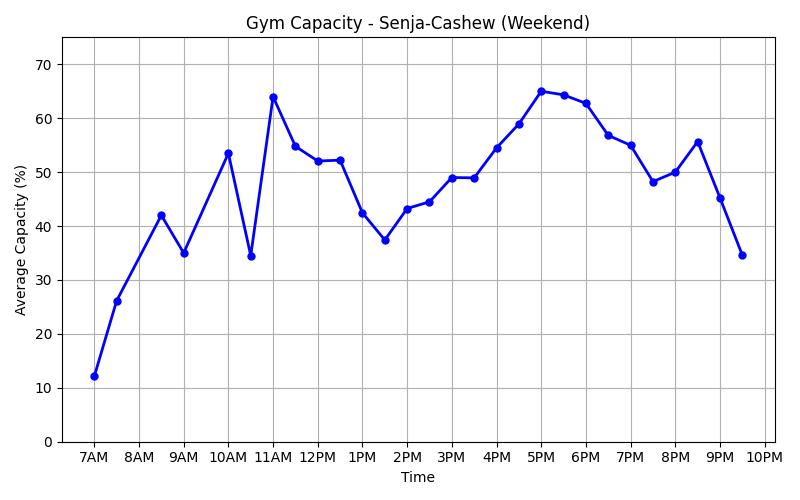 Gym Capacity - Senja-Cashew (Weekend)
Average Capacity (%)
70
60
50
40
30
20
10
0
7AM 8AM 9AM 10AM 11AM 12PM 1PM 2PM 3PM 4PM 5PM 6PM 7PM 8PM 9PM 10PM
Time